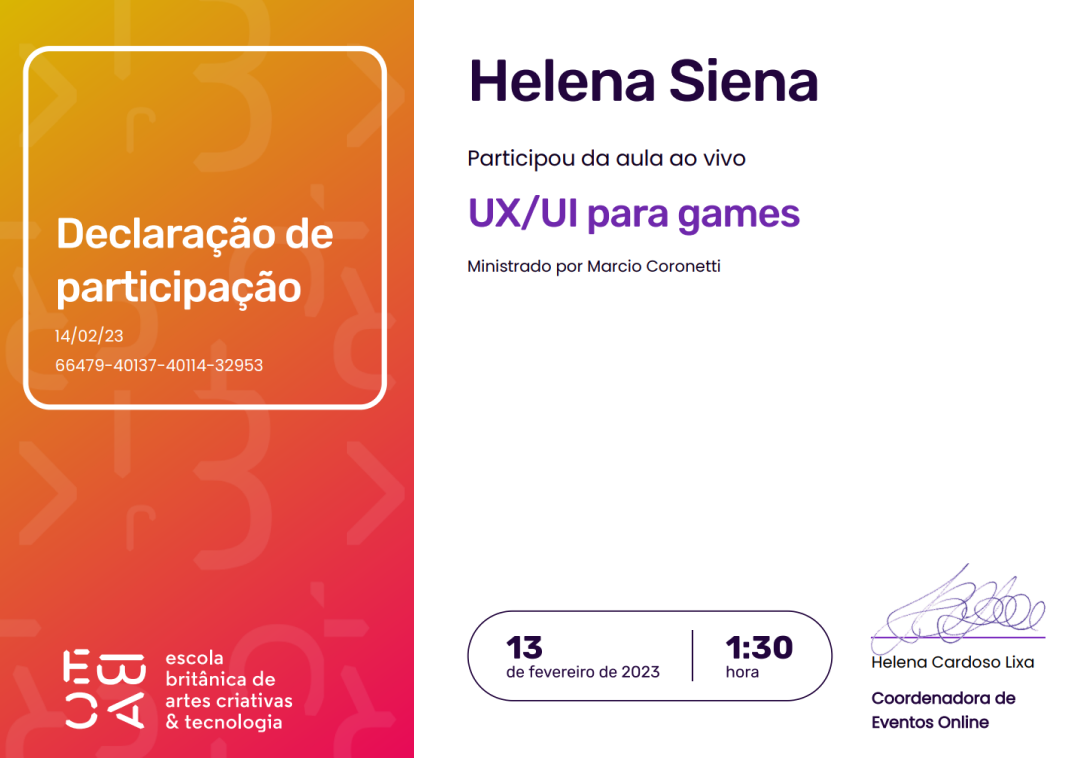 Declaração de
participação
14/02/23
66479-40137-40114-32953
EBAC
escola
britânica de
artes criativas
& tecnologia
Helena Siena
Participou da aula ao vivo
UX/UI para games
Ministrado por Marcio Coronetti
13
de fevereiro de 2023
1:30
hora
Helena Cardoso Lixa
Coordenadora de
Eventos Online